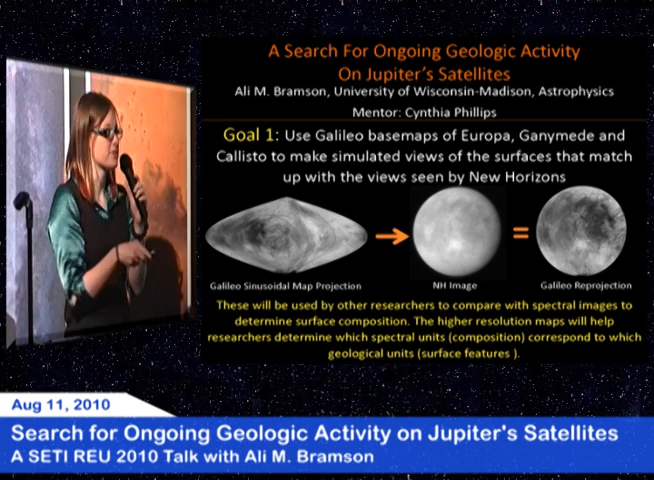 A Search For Ongoing Geologic Activity
On Jupiter's Satellites
Ali M. Bramson, University of Wisconsin-Madison, Astrophysics
Mentor: Cynthia Phillips
Goal 1: Use Galileo basemaps of Europa, Ganymede and
Callisto to make simulated views of the surfaces that match
up with the views seen by New Horizons
=
Galileo Sinusoidal Map Projection
NH Image
Galileo Reprojection
These will be used by other researchers to compare with spectral images to
determine surface composition. The higher resolution maps will help
researchers determine which spectral units (composition) correspond to which
geological units (surface features ).
Aug 11, 2010
Search for Ongoing Geologic Activity on Jupiter's Satellites
A SETI REU 2010 Talk with Ali M. Bramson